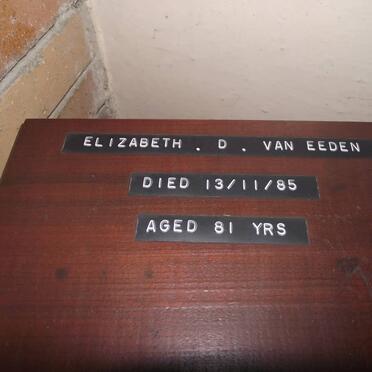 ELIZABETH . D . VAN EEDEN
DIED 13/11/85
AGED 81 YRS